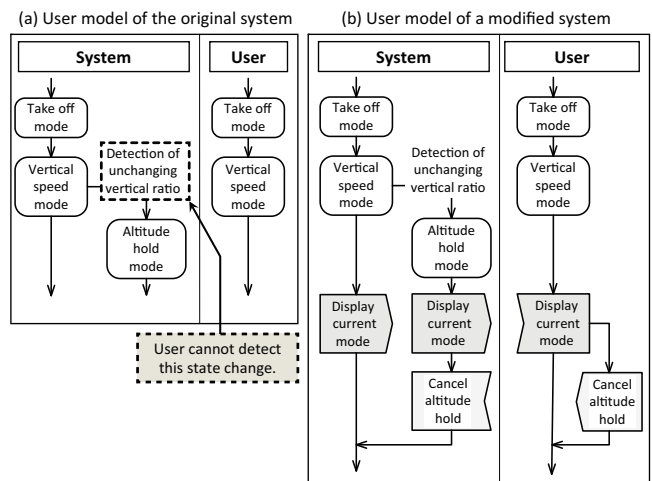 (a) User model of the original system
System
User
Take off
mode
Vertical
speed
mode
Detection of
unchanging
vertical ratio
Altitude
hold
mode
Take off
mode
Vertical
speed
mode
User cannot detect
this state change.
(b) User model of a modified system
System
User
Take off
mode
Vertical
speed
mode
Detection of
unchanging
vertical ratio
Altitude
hold
mode
Display
current
mode
Display
current
mode
Cancel
altitude
hold
Take off
mode
Vertical
speed
mode
Display
current
mode
Cancel
altitude
hold